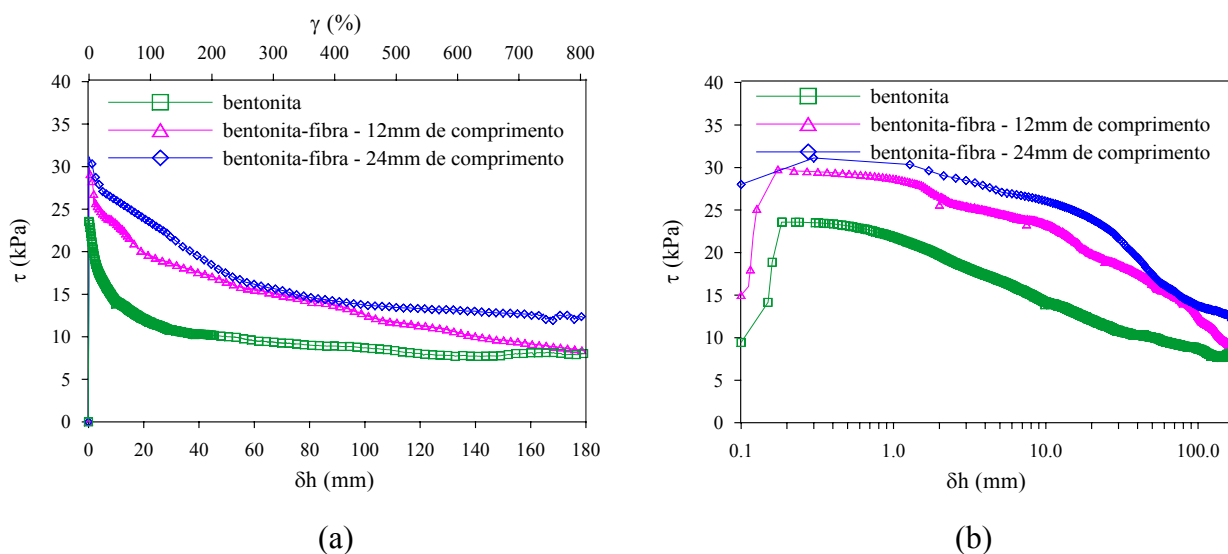 γ (%)
0 100 200 300 400 500 600 700 800
40
35
30
25
20
15
10
5
0
τ (kPa)
bentonita
bentonita-fibra - 12mm de comprimento
bentonita-fibra - 24mm de comprimento
0 20 40 60 80 100 120 140 160 180
δh (mm)
(a)
40
35
30
25
20
15
10
5
0
τ (kPa)
bentonita
bentonita-fibra - 12mm de comprimento
bentonita-fibra - 24mm de comprimento
0.1 1.0 10.0 100.0
δh (mm)
(b)